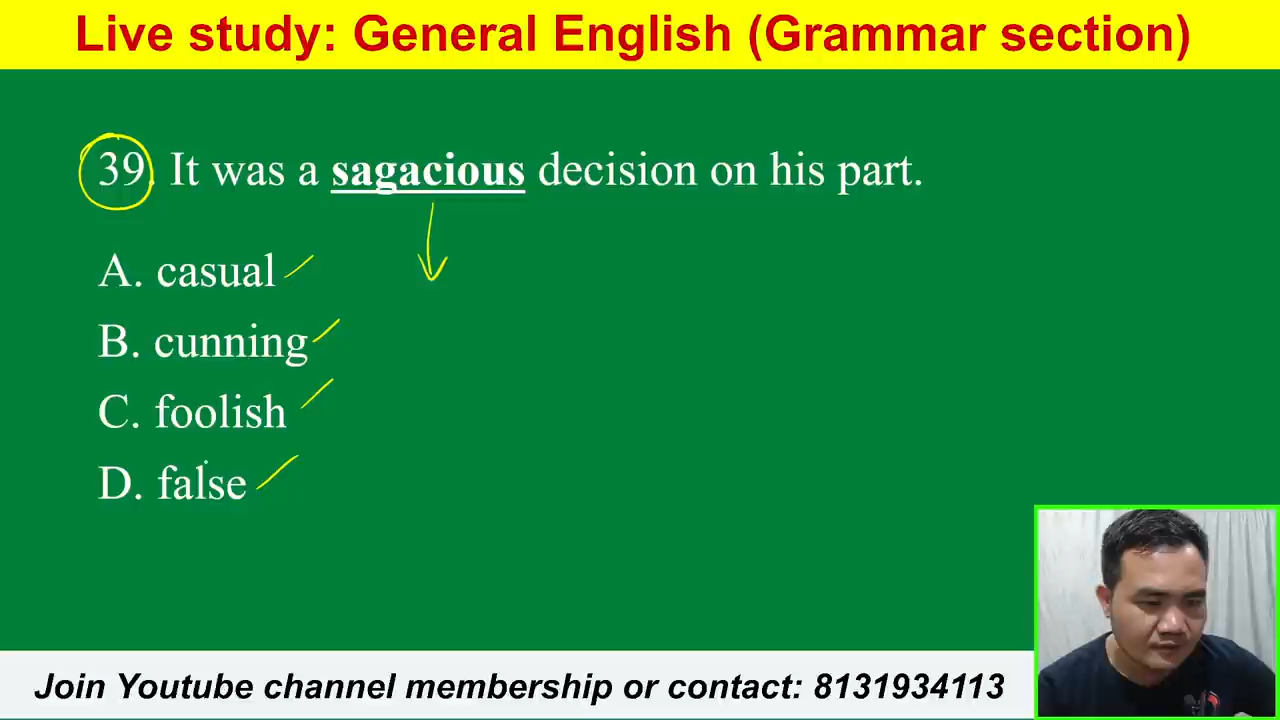 Live study: General English (Grammar section)
39. It was a sagacious decision on his part.
A. casual
B. cunning
C. foolish
D. false
Join Youtube channel membership or contact: 8131934113